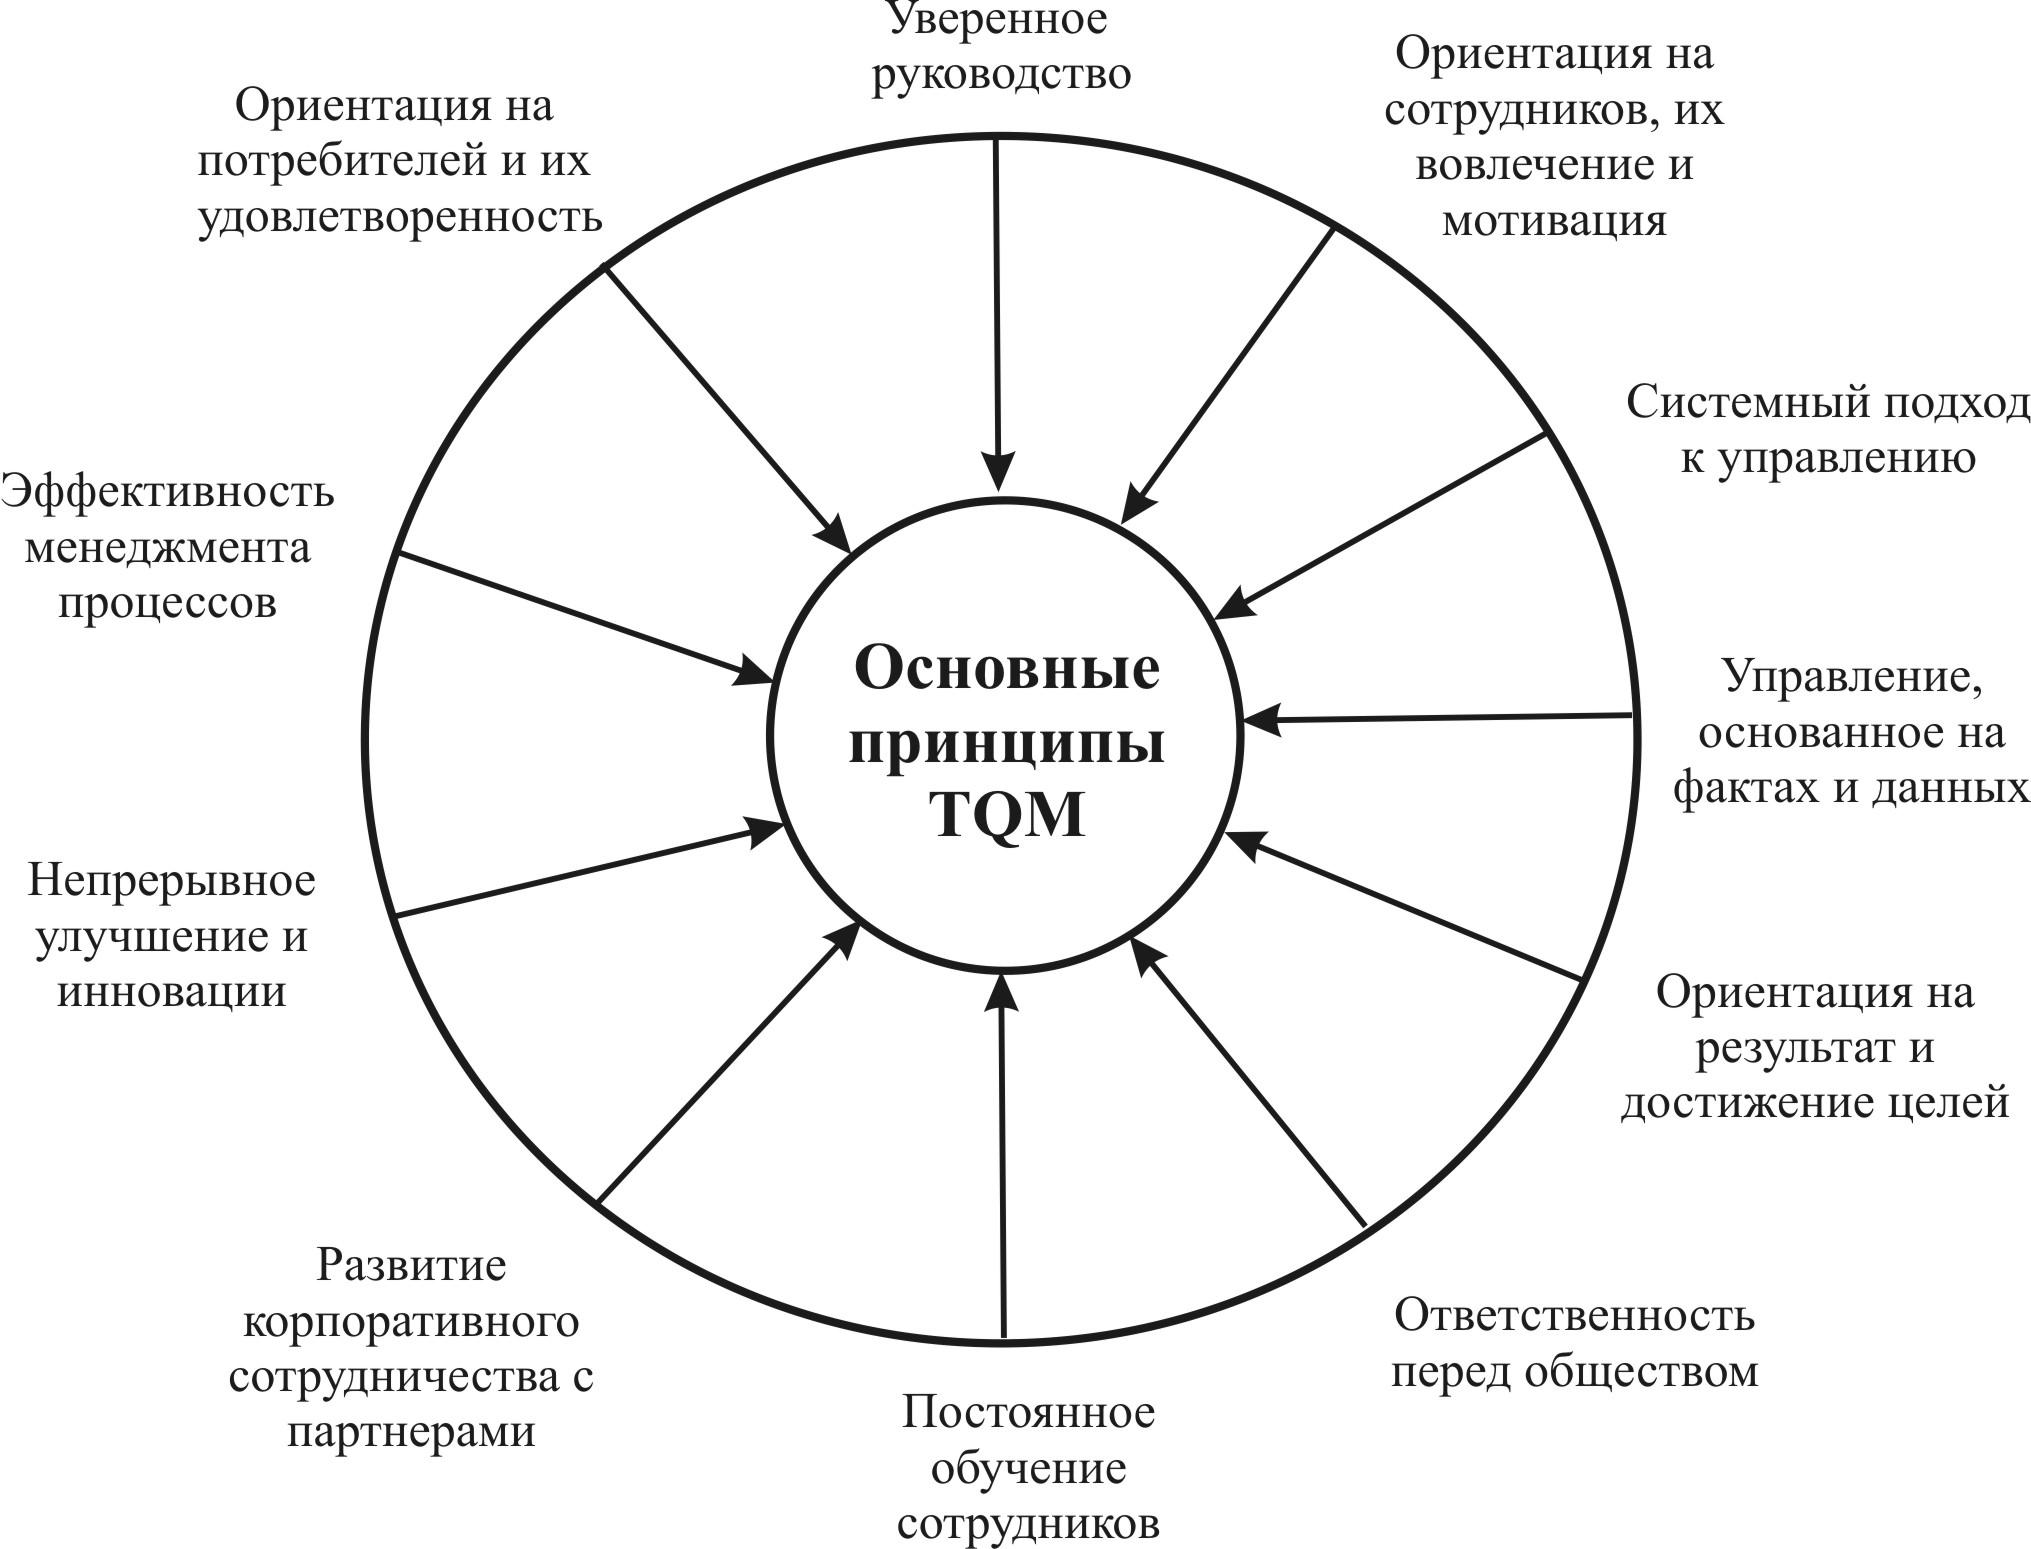 Уверенное
руководство
Ориентация на
сотрудников, их
вовлечение и
мотивация
Системный подход
к управлению
Управление,
основанное на
фактах и данных
Ориентация на
результат и
достижение целей
Ответственность
перед обществом
Постоянное
обучение
сотрудников
Развитие
корпоративного
сотрудничества с
партнерами
Непрерывное
улучшение и
инновации
Эффективность
менеджмента
процессов
Ориентация на
потребителей и их
удовлетворенность
Основные
принципы
TQM